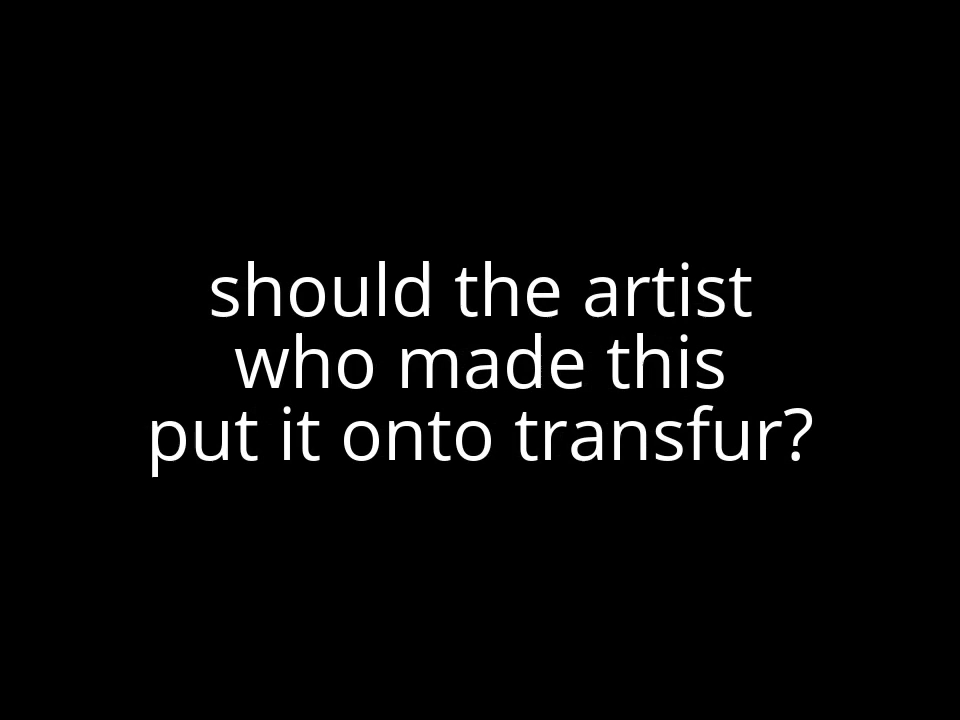 should the artist
who made this
put it onto transfur?